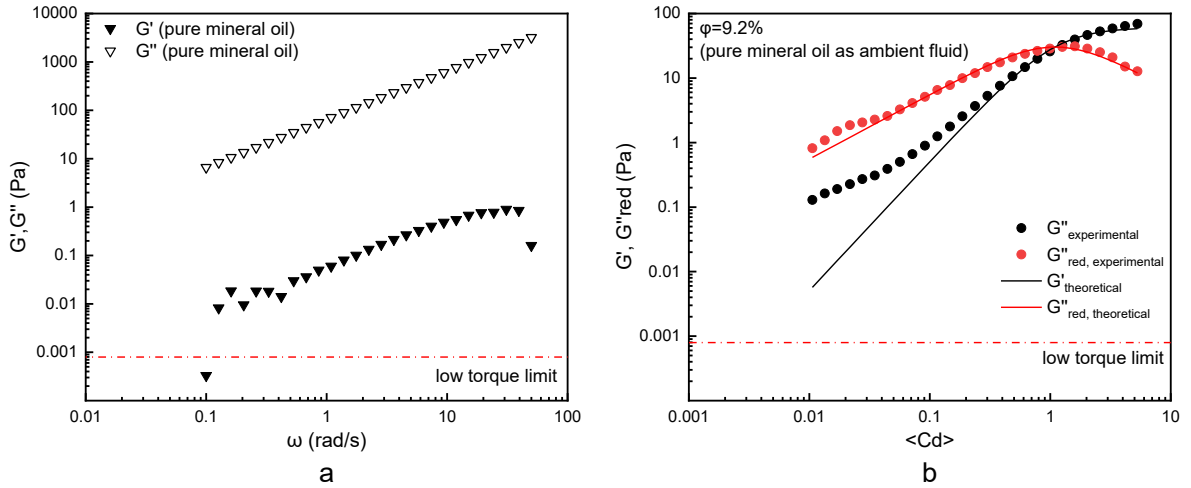 G' (pure mineral oil)
G'' (pure mineral oil)
10000
1000
100
10
1
0.1
0.01
0.001
G',G'' (Pa)
low torque limit
0.01
0.1
1
10
100
ω (rad/s)
a
φ=9.2%
(pure mineral oil as ambient fluid)
100
10
1
0.1
0.01
0.001
G', G''red (Pa)
G''experimental
G''red, experimental
G'theoretical
G''red, theoretical
low torque limit
0.001
0.01
0.1
1
10
<Cd>
b